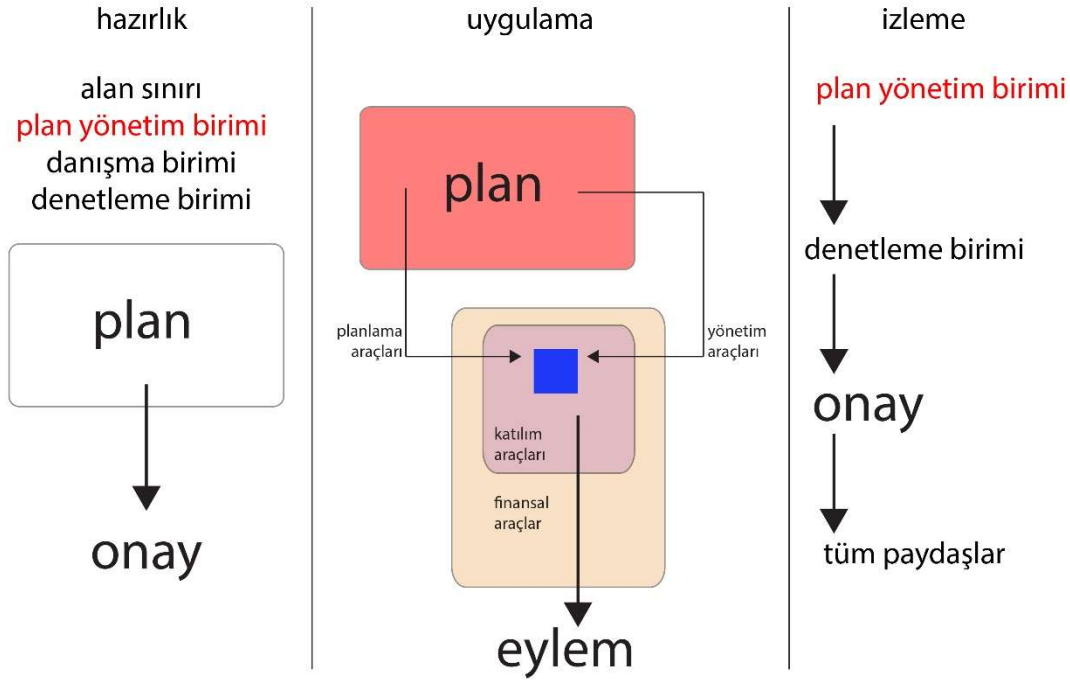 hazırlık
alan sınırı
plan yönetim birimi
danışma birimi
denetleme birimi
plan
onay
uygulama
plan
planlama
araçları
yönetim
araçları
katılım
araçları
finansal
araçlar
eylem
izleme
plan yönetim birimi
denetleme birimi
onay
tüm paydaşlar